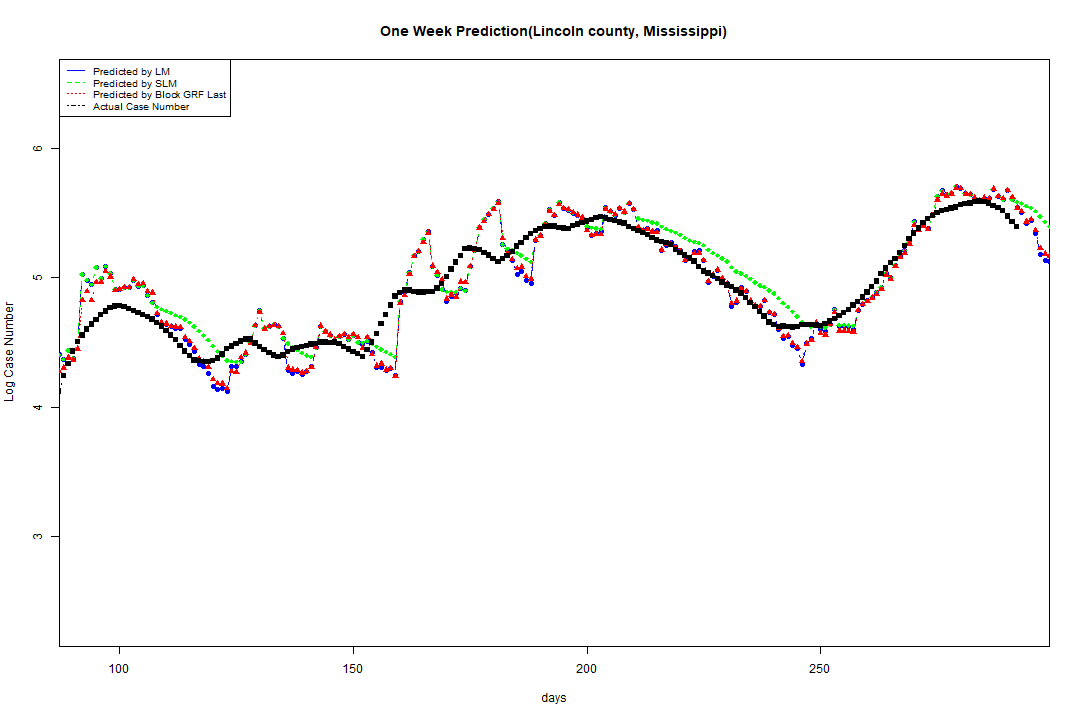 One Week Prediction(Lincoln county, Mississippi)
Predicted by LM
Predicted by SLM
Predicted by Block GRF Last
Actual Case Number
6
5
4
3
Log Case Number
100 150 200 250
days